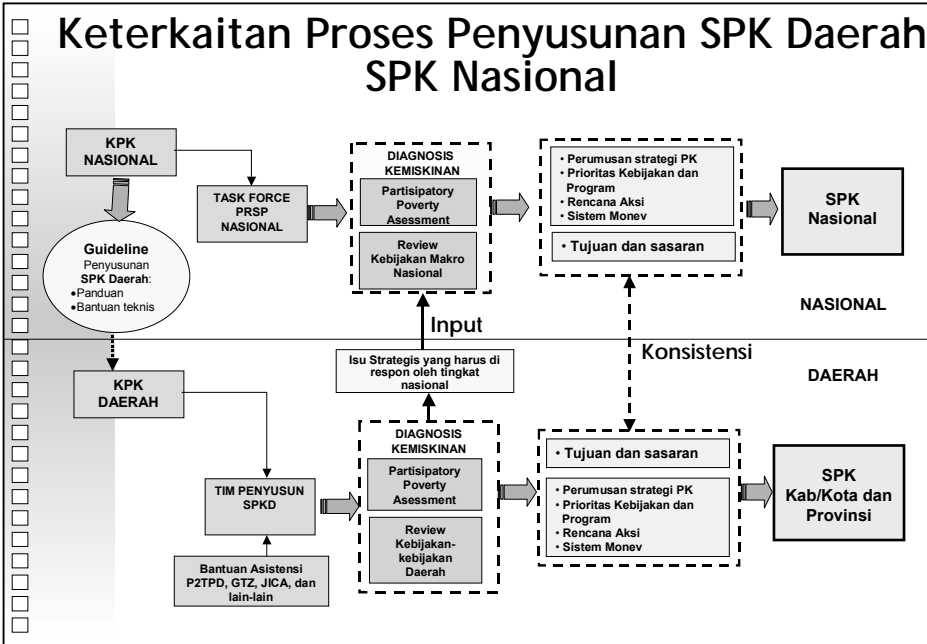 Keterkaitan Proses Penyusunan SPK Daerah
SPK Nasional
KPK
NASIONAL
TASK FORCE
PRSP
NASIONAL
DIAGNOSIS
KEMISKINAN
Partisipatory
Poverty
Asessment
Review
Kebijakan Makro
Nasional
• Perumusan strategi PK
• Prioritas Kebijakan dan
Program
• Rencana Aksi
• Sistem Monev
• Tujuan dan sasaran
SPK
Nasional
Guideline
Penyusunan
SPK Daerah:
•Panduan
•Bantuan teknis
NASIONAL
Input
Isu Strategis yang harus di
respon oleh tingkat
nasional
Konsistensi
DAERAH
KPK
DAERAH
TIM PENYUSUN
SPKD
Bantuan Asistensi
P2TPD, GTZ, JICA, dan
lain-lain
DIAGNOSIS
KEMISKINAN
Partisipatory
Poverty
Asessment
Review
Kebijakan-
kebijakan
Daerah
• Tujuan dan sasaran
• Perumusan strategi PK
• Prioritas Kebijakan dan
Program
• Rencana Aksi
• Sistem Monev
SPK
Kab/Kota dan
Provinsi